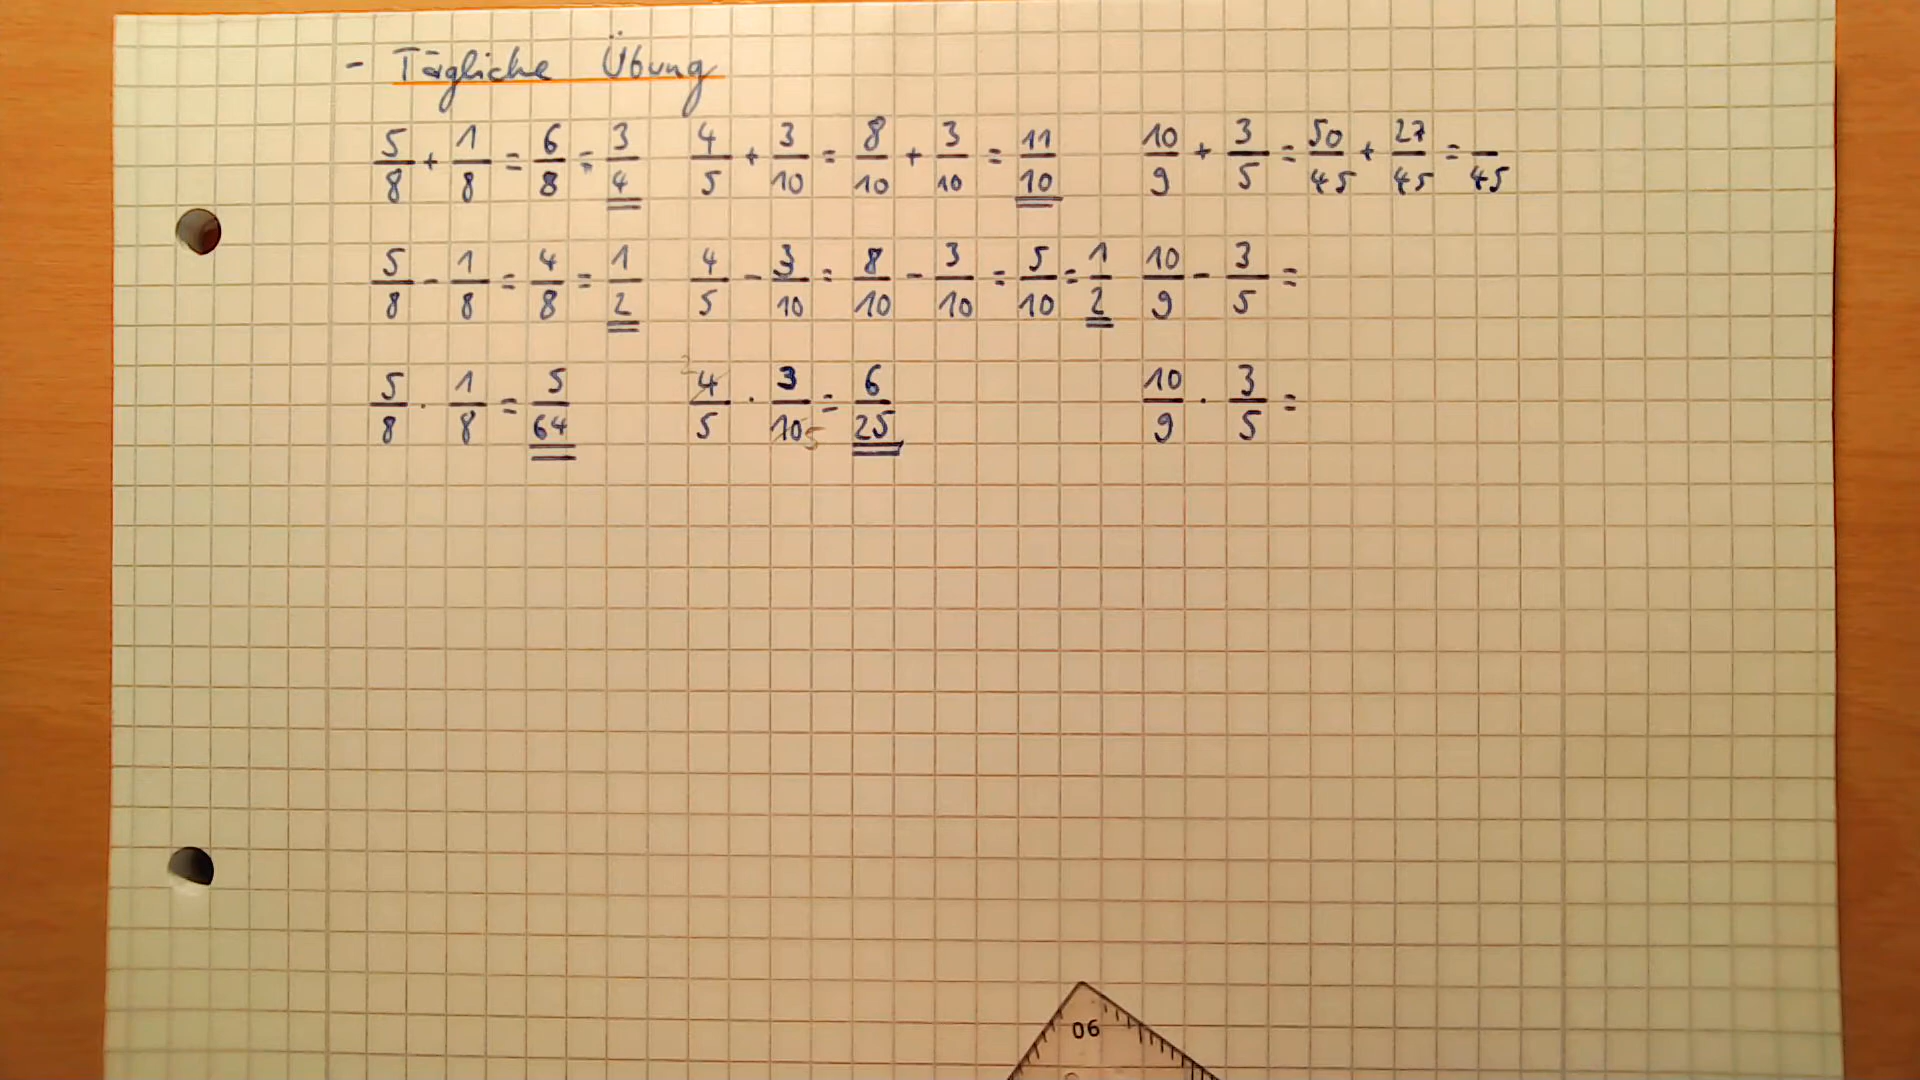 - Tägliche Übung
5/8 + 1/8 = 6/8 = 3/4   4/5 + 3/10 = 8/10 + 3/10 = 11/10   10/9 + 3/5 = 50/45 + 27/45 = /45
5/8 - 1/8 = 4/8 = 1/2   4/5 - 3/10 = 8/10 - 3/10 = 5/10 = 1/2   10/9 - 3/5 =
5/8 · 1/8 = 5/64   2 4/5 · 3/10 5 = 6/25   10/9 · 3/5 =
90